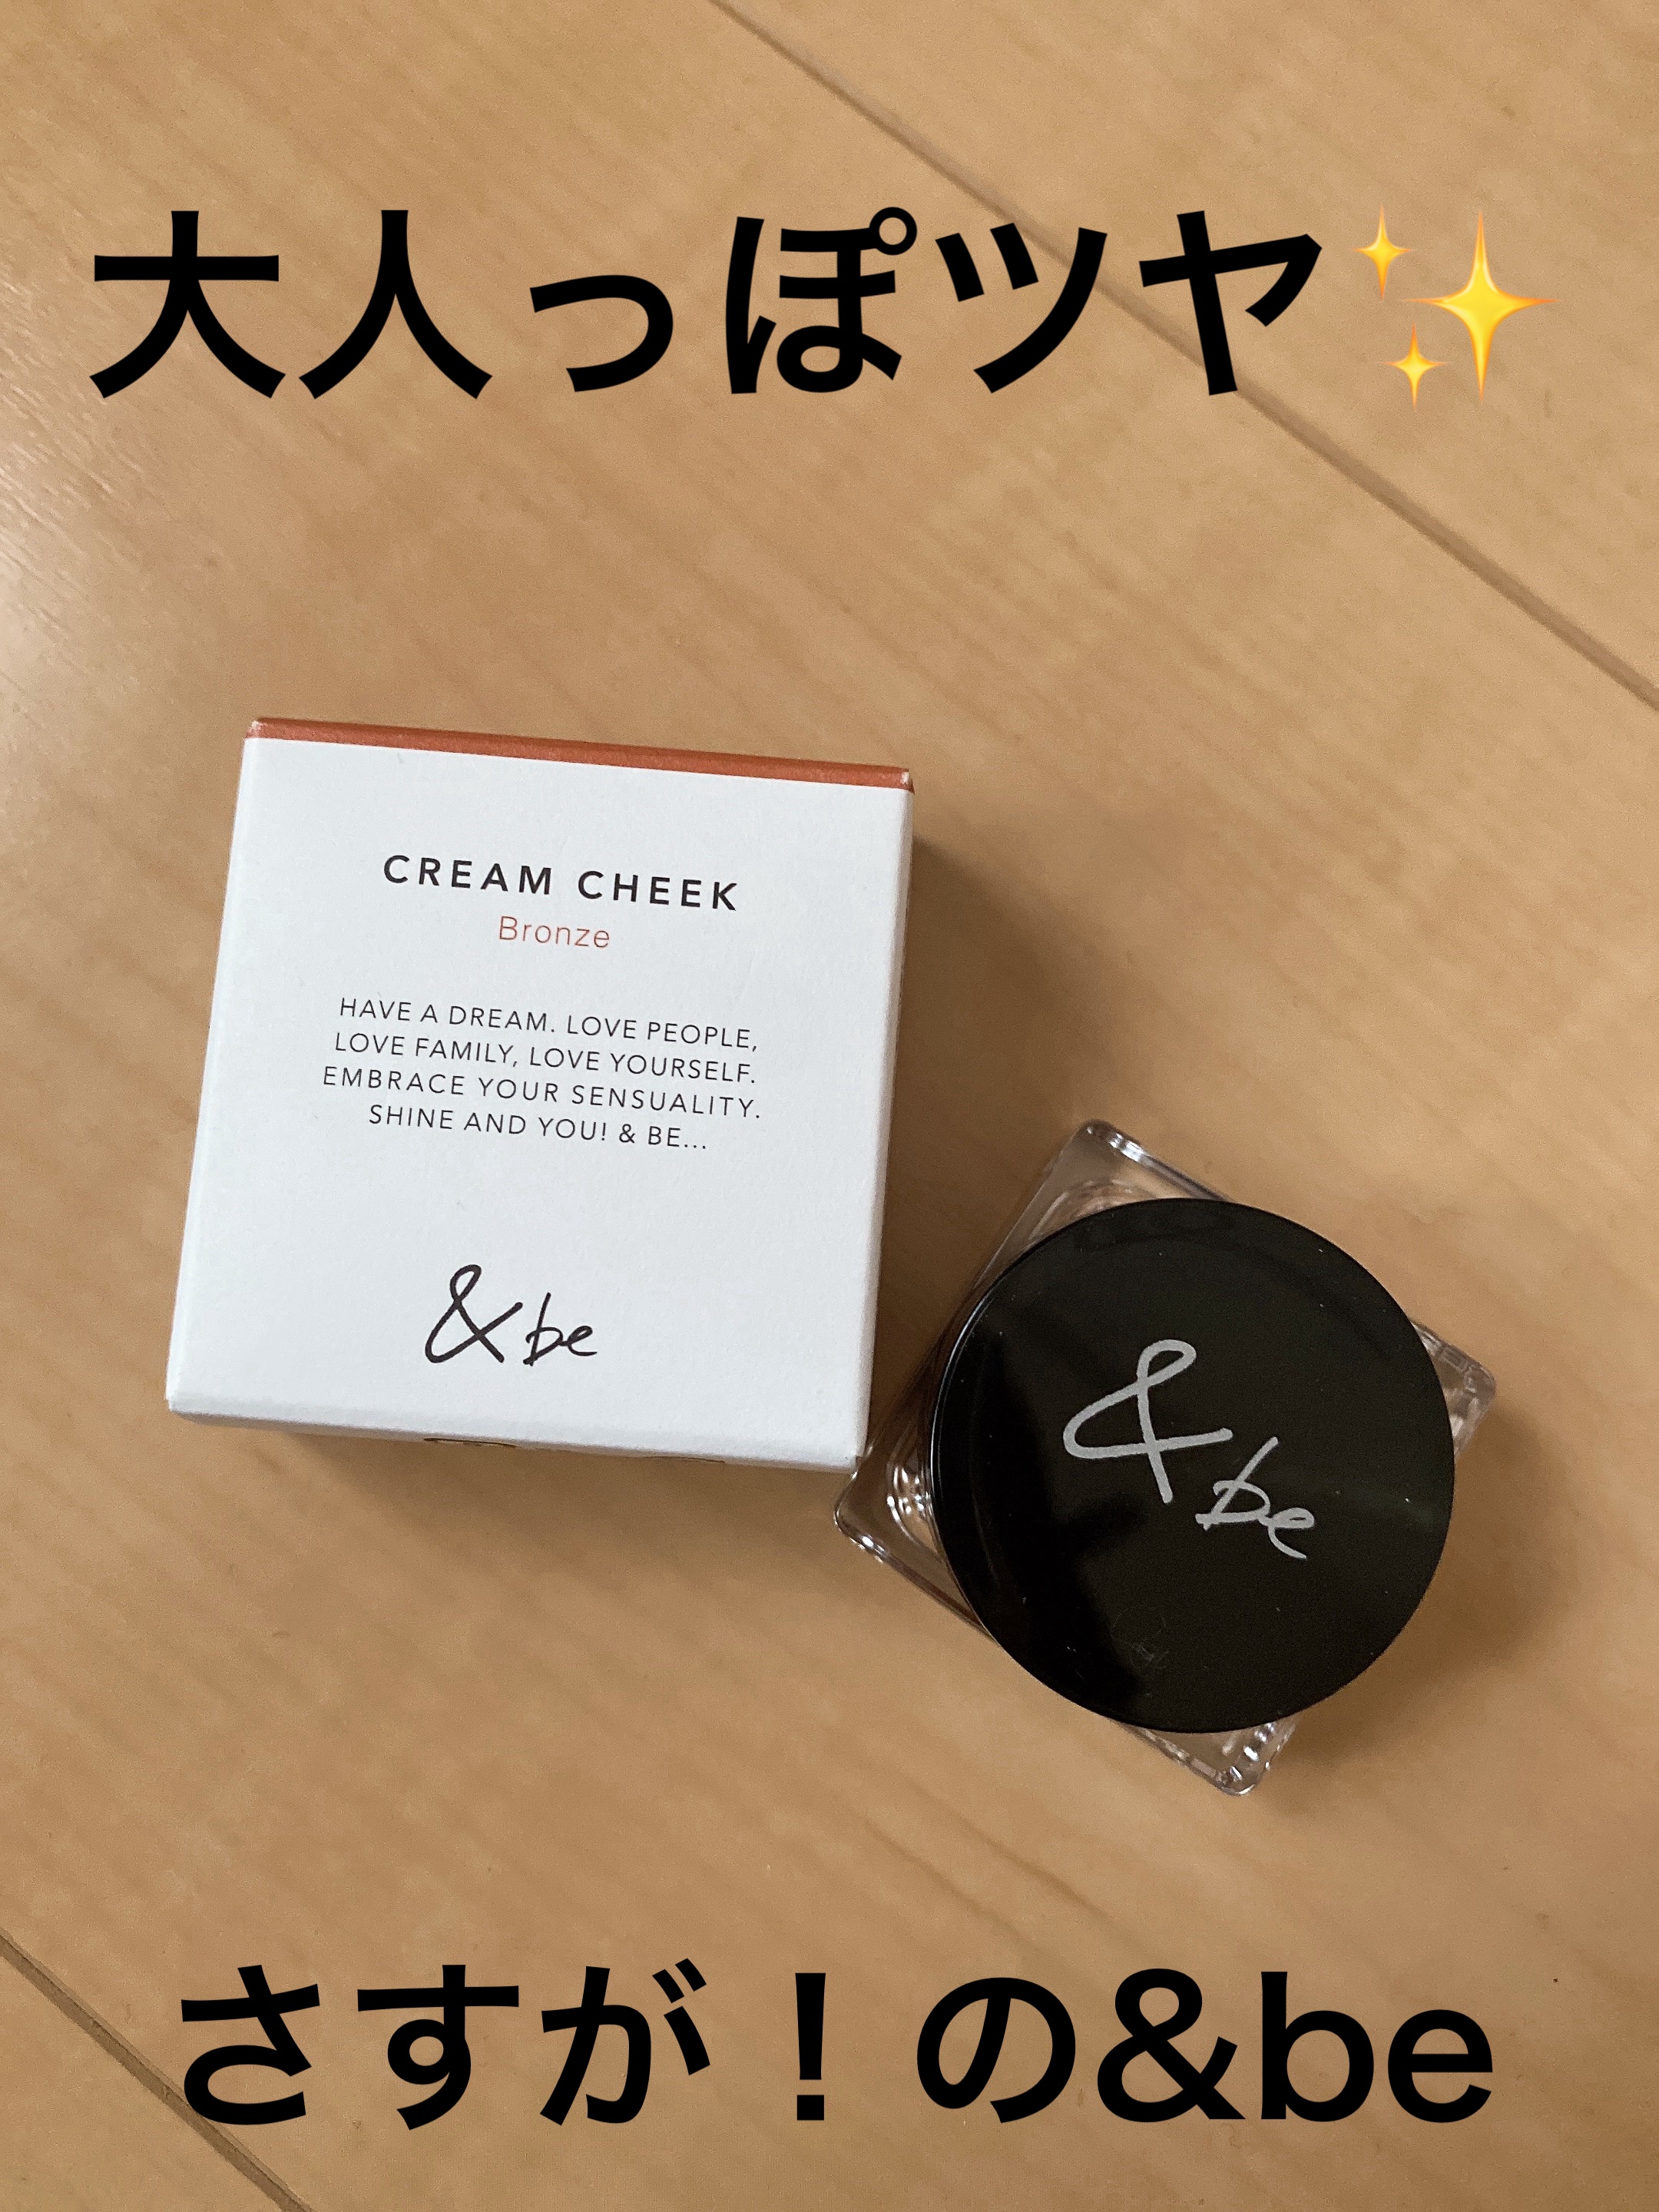 大人っぽツヤ✨
CREAM CHEEK
Bronze
HAVE A DREAM. LOVE PEOPLE,
LOVE FAMILY, LOVE YOURSELF.
EMBRACE YOUR SENSUALITY.
SHINE AND YOU! & BE...
&be
&be
さすが！の&be